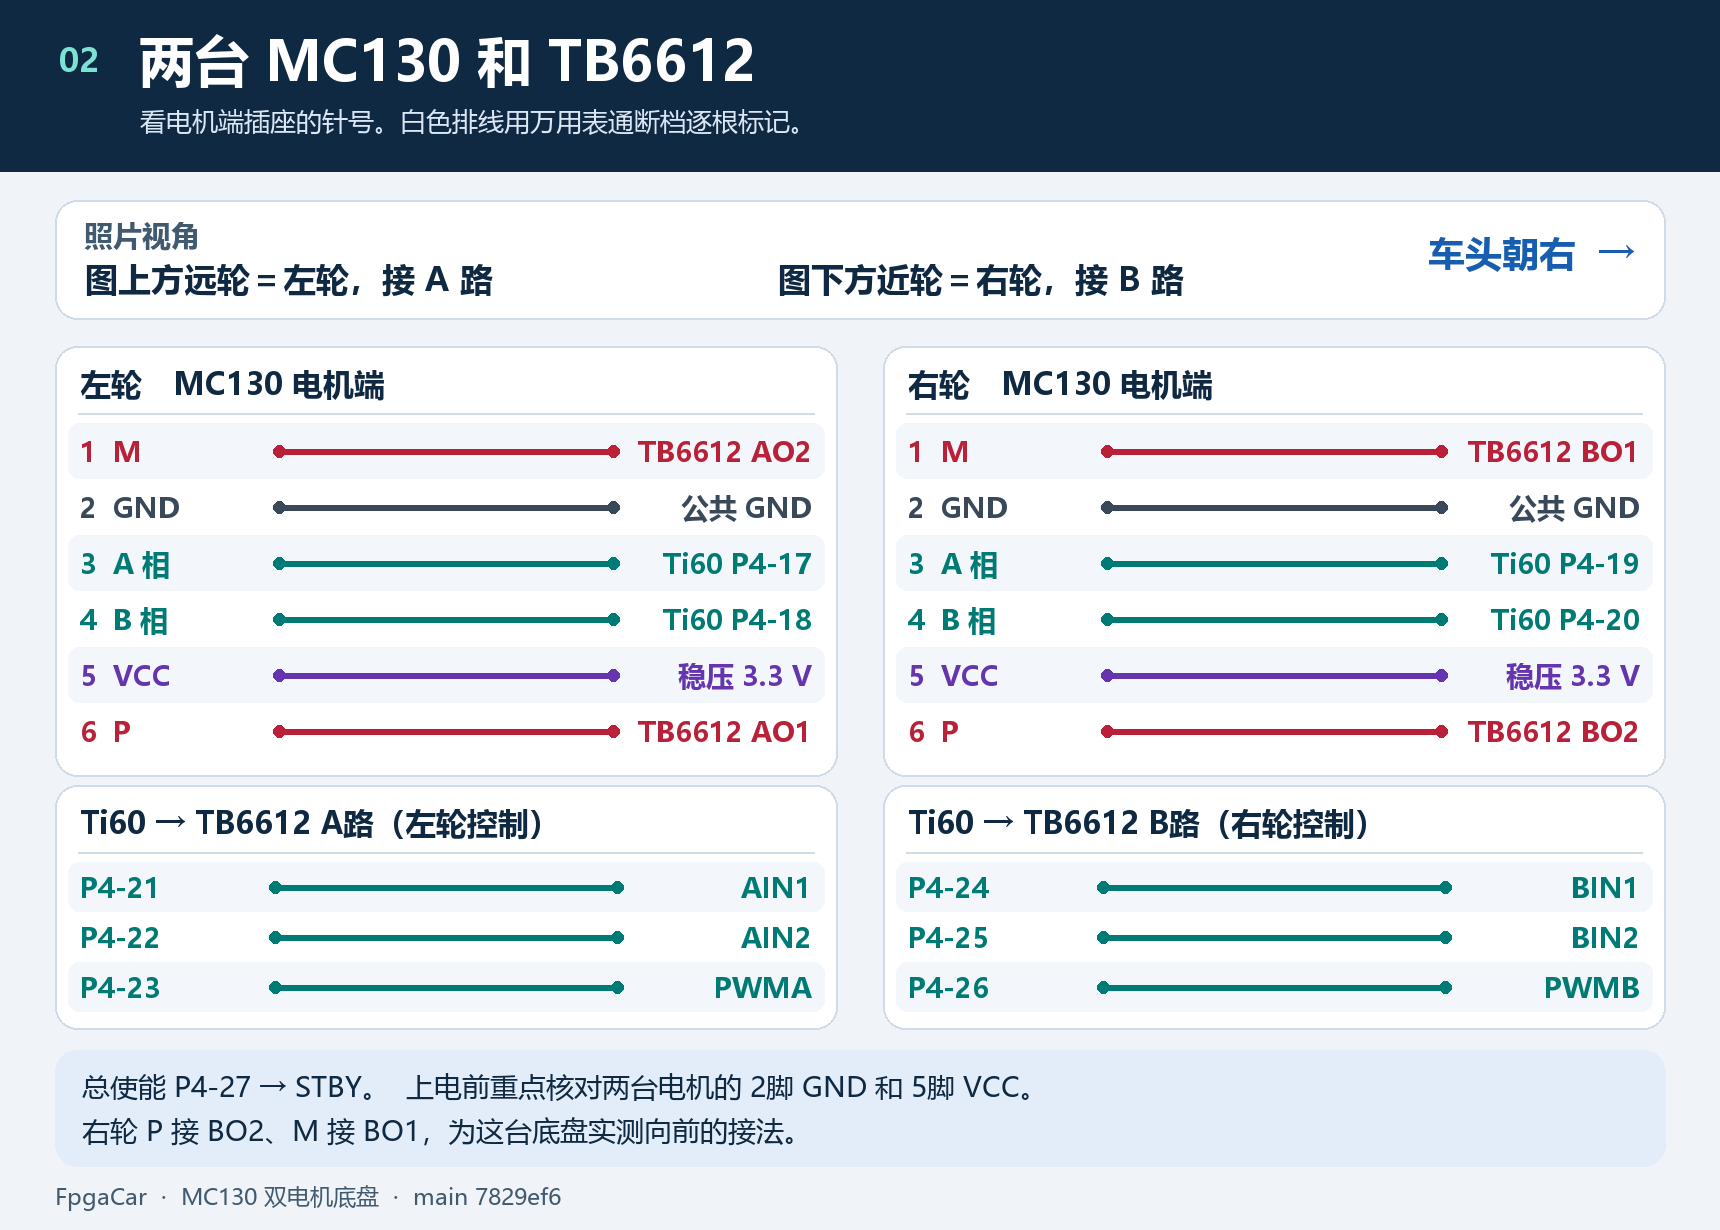 02
两台 MC130 和 TB6612
看电机端插座的针号。白色排线用万用表通断档逐根标记。
照片视角
图上方远轮＝左轮，接 A 路
图下方近轮＝右轮，接 B 路
车头朝右 →
左轮 MC130 电机端
1 M TB6612 AO2
2 GND 公共 GND
3 A 相 Ti60 P4-17
4 B 相 Ti60 P4-18
5 VCC 稳压 3.3 V
6 P TB6612 AO1
右轮 MC130 电机端
1 M TB6612 BO1
2 GND 公共 GND
3 A 相 Ti60 P4-19
4 B 相 Ti60 P4-20
5 VCC 稳压 3.3 V
6 P TB6612 BO2
Ti60 → TB6612 A路（左轮控制）
P4-21 AIN1
P4-22 AIN2
P4-23 PWMA
Ti60 → TB6612 B路（右轮控制）
P4-24 BIN1
P4-25 BIN2
P4-26 PWMB
总使能 P4-27 → STBY。 上电前重点核对两台电机的 2脚 GND 和 5脚 VCC。
右轮 P 接 BO2、M 接 BO1，为这台底盘实测向前的接法。
FpgaCar · MC130 双电机底盘 · main 7829ef6